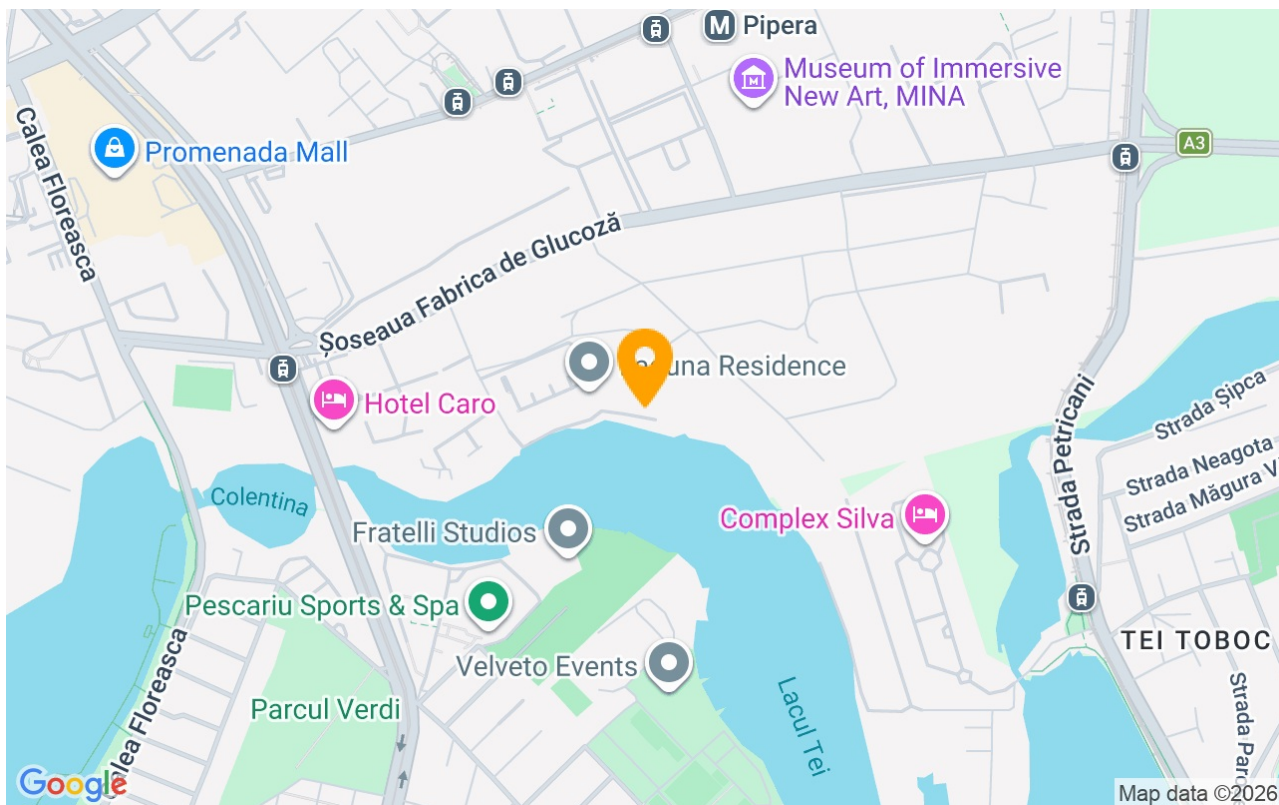 Pipera
M
Museum of Immersive
New Art, MINA
Calea Floreasca
Promenada Mall
A3
Șoseaua Fabrica de Glucoză
Residence
Hotel Caro
Strada Petricani
Strada Șipca
Strada Neagota
Strada Măgura
Colentina
Fratelli Studios
Complex Silva
Pescariu Sports & Spa
TEI TOBOC
Velveto Events
Calea Floreasca
Parcul Verdi
Lacul Tei
Strada
Google
Map data ©2026